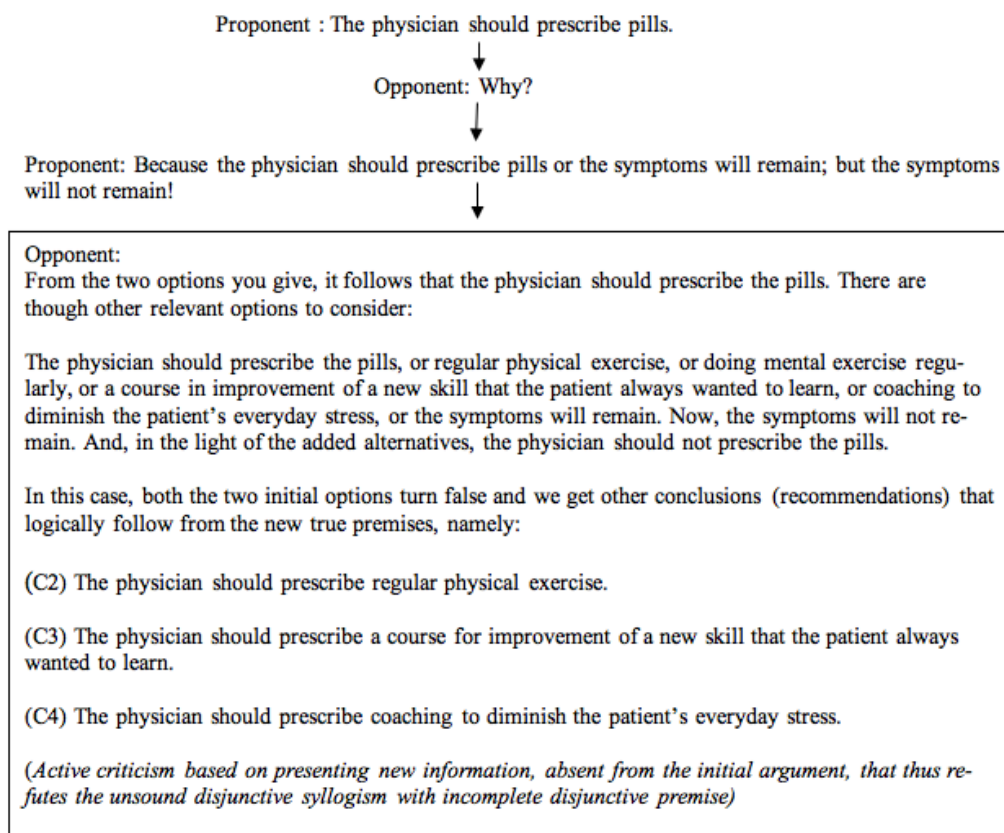 Proponent : The physician should prescribe pills.
Opponent: Why?
Proponent: Because the physician should prescribe pills or the symptoms will remain; but the symptoms
will not remain!
Opponent:
From the two options you give, it follows that the physician should prescribe the pills. There are
though other relevant options to consider:
The physician should prescribe the pills, or regular physical exercise, or doing mental exercise regu-
larly, or a course in improvement of a new skill that the patient always wanted to learn, or coaching to
diminish the patient's everyday stress, or the symptoms will remain. Now, the symptoms will not re-
main. And, in the light of the added alternatives, the physician should not prescribe the pills.
In this case, both the two initial options turn false and we get other conclusions (recommendations) that
logically follow from the new true premises, namely:
(C2) The physician should prescribe regular physical exercise.
(C3) The physician should prescribe a course for improvement of a new skill that the patient always
wanted to learn.
(C4) The physician should prescribe coaching to diminish the patient's everyday stress.
(Active criticism based on presenting new information, absent from the initial argument, that thus re-
futes the unsound disjunctive syllogism with incomplete disjunctive premise)